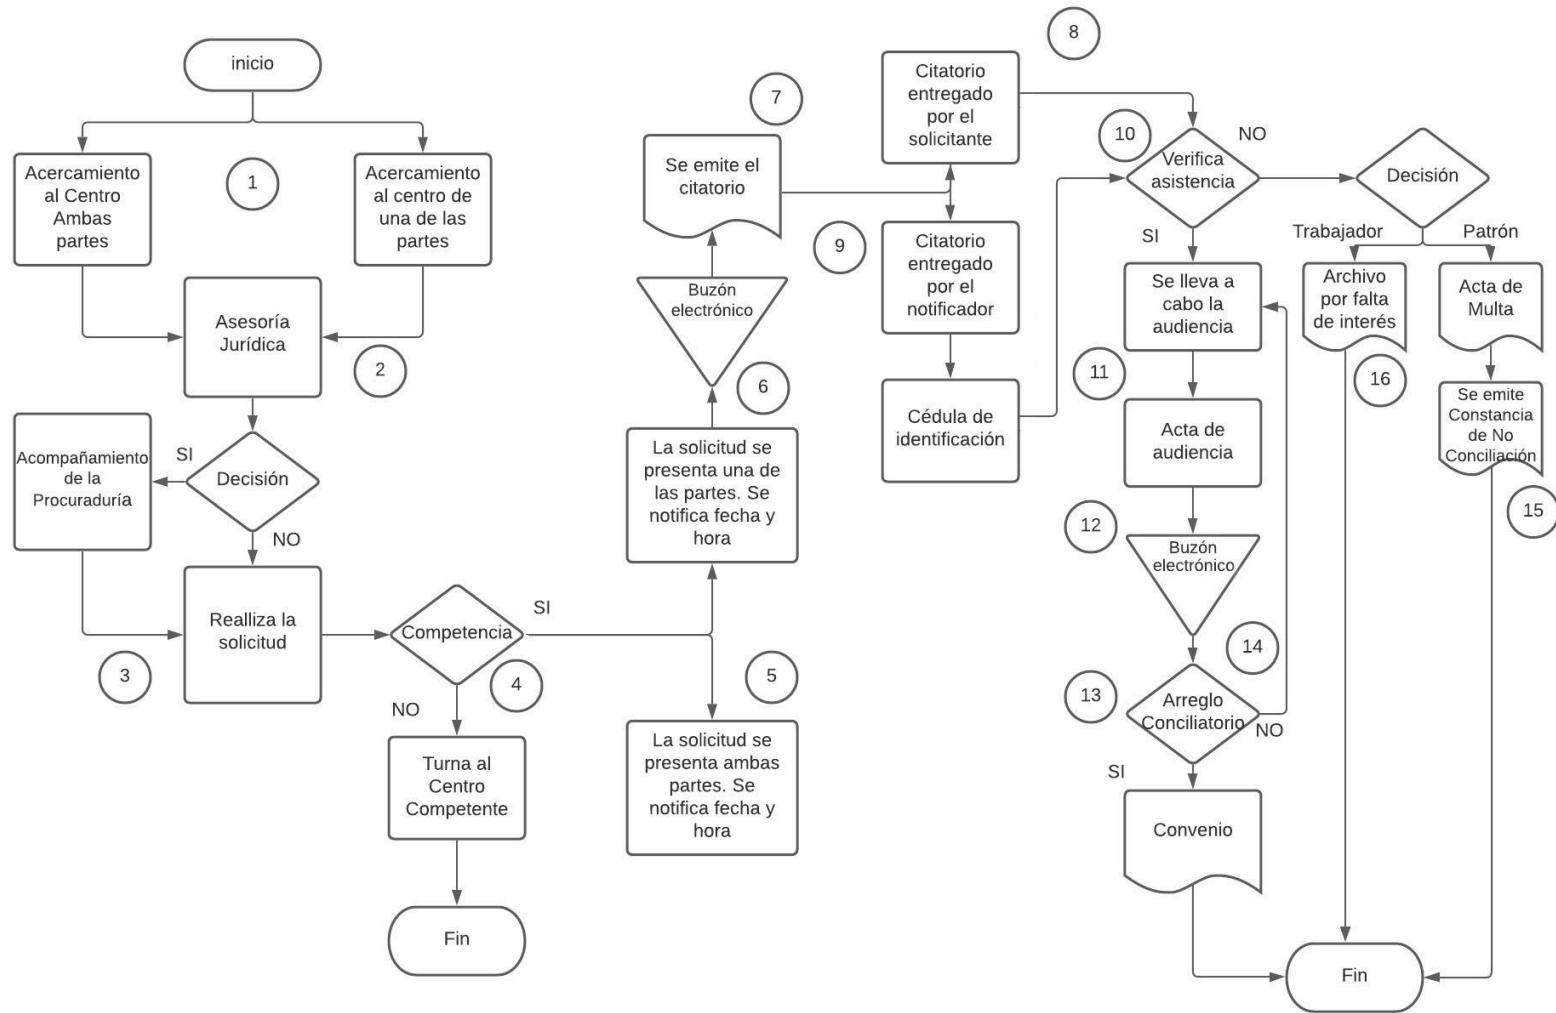 inicio
1
Acercamiento
al Centro
Ambas
partes
Acercamiento
al centro de
una de las
partes
Asesoría
Jurídica
2
Decisión
SI
NO
Acompañamiento
de la
Procuraduría
Realliza la
solicitud
3
Competencia
SI
NO
4
Turna al
Centro
Competente
Fin
5
La solicitud se
presenta ambas
partes. Se
notifica fecha y
hora
La solicitud se
presenta una de
las partes. Se
notifica fecha y
hora
6
Buzón
electrónico
Se emite el
citatorio
7
Citatorio
entregado
por el
solicitante
8
9
Citatorio
entregado
por el
notificador
Cédula de
identificación
10
Verifica
asistencia
NO
SI
Decisión
Trabajador
Patrón
Archivo
por falta
de interés
16
Acta de
Multa
Se emite
Constancia
de No
Conciliación
15
Se lleva a
cabo la
audiencia
11
Acta de
audiencia
12
Buzón
electrónico
14
13
Arreglo
Conciliatorio
NO
SI
Convenio
Fin